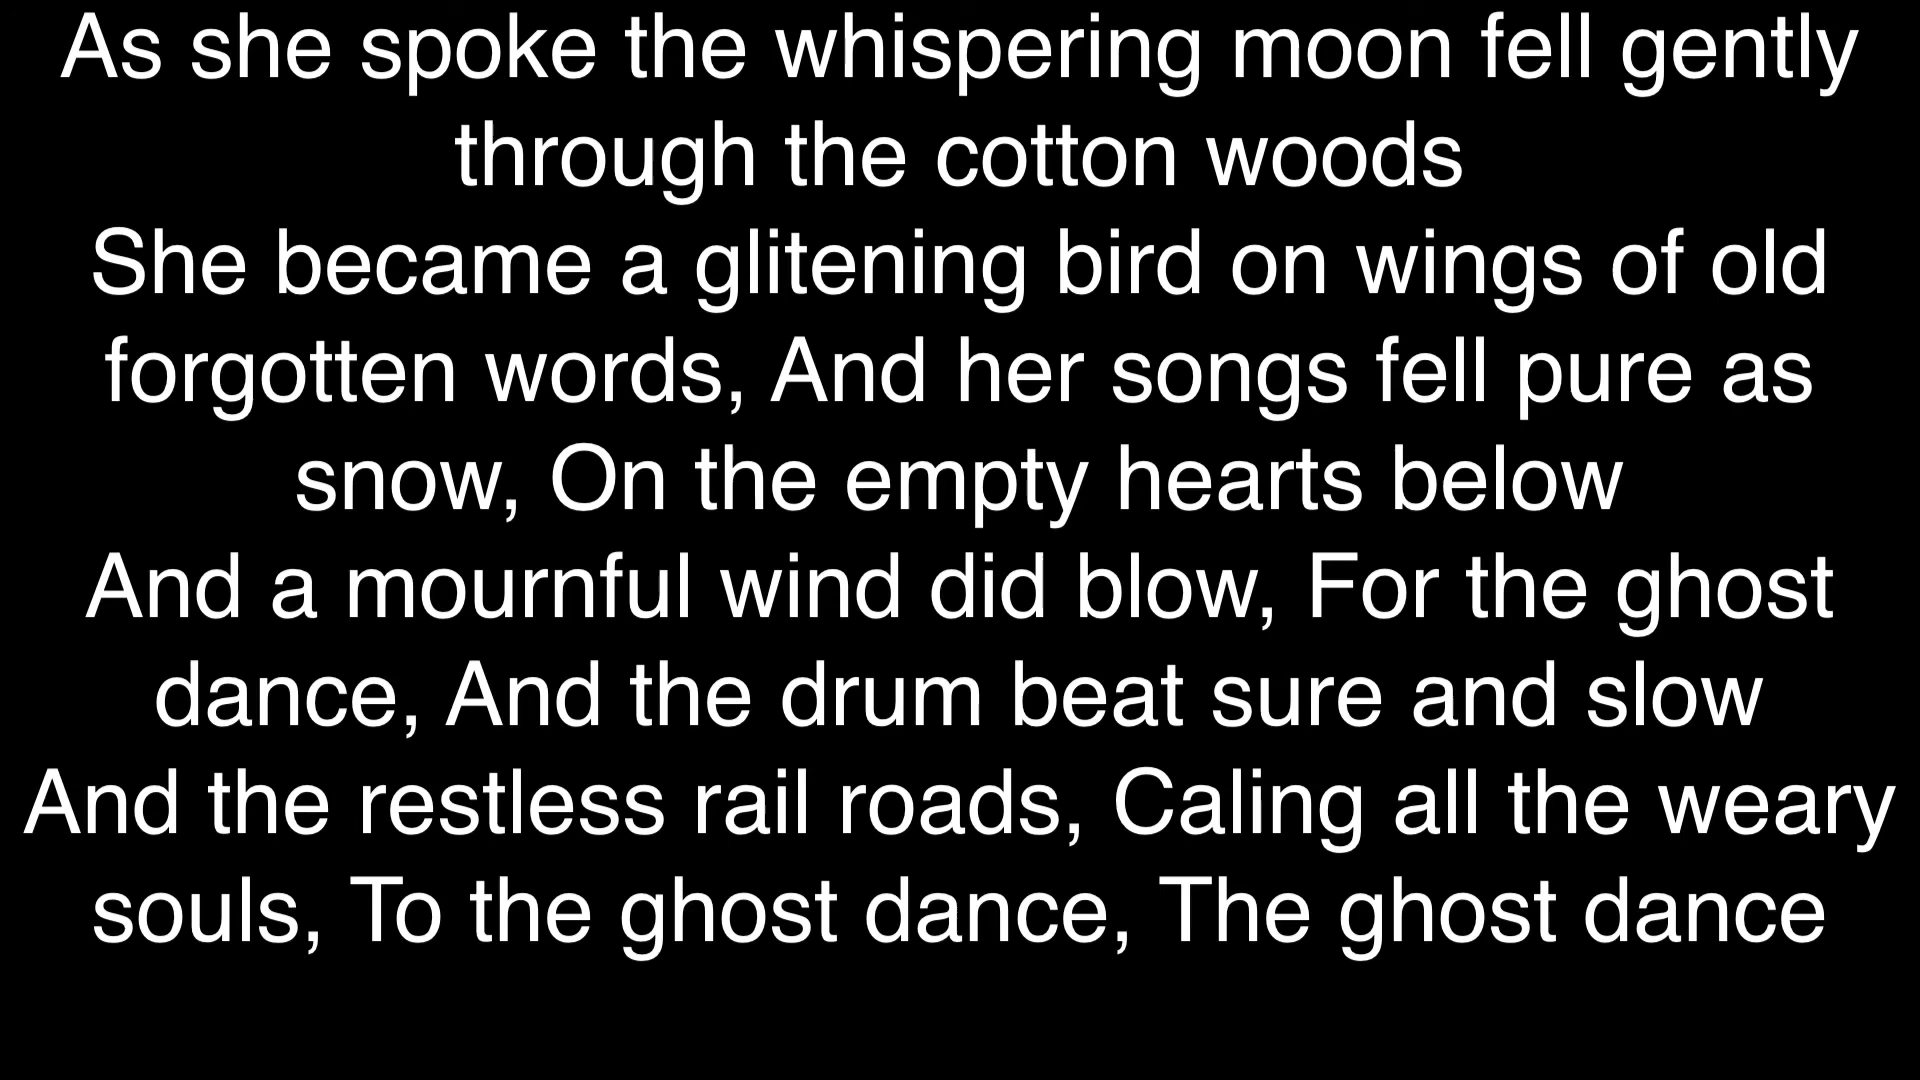 As she spoke the whispering moon fell gently
through the cotton woods
She became a glitening bird on wings of old
forgotten words, And her songs fell pure as
snow, On the empty hearts below
And a mournful wind did blow, For the ghost
dance, And the drum beat sure and slow
And the restless rail roads, Caling all the weary
souls, To the ghost dance, The ghost dance